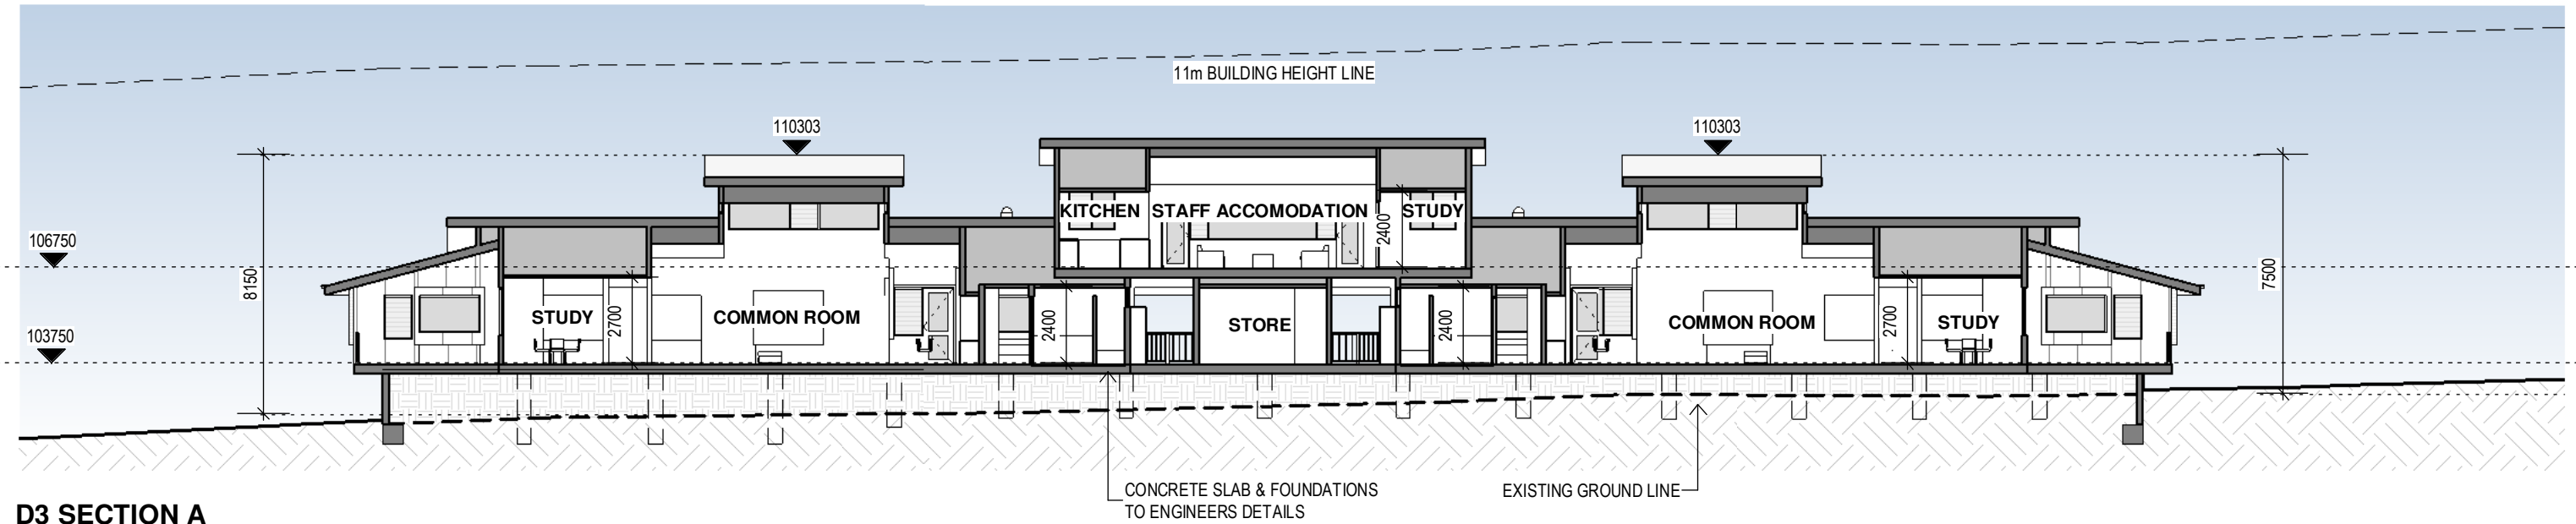 11m BUILDING HEIGHT LINE
110303
110303
106750
103750
8150
7500
KITCHEN
STAFF ACCOMODATION
2400
STUDY
STUDY
2700
COMMON ROOM
2400
STORE
2400
COMMON ROOM
2700
STUDY
CONCRETE SLAB & FOUNDATIONS
TO ENGINEERS DETAILS
EXISTING GROUND LINE
D3 SECTION A